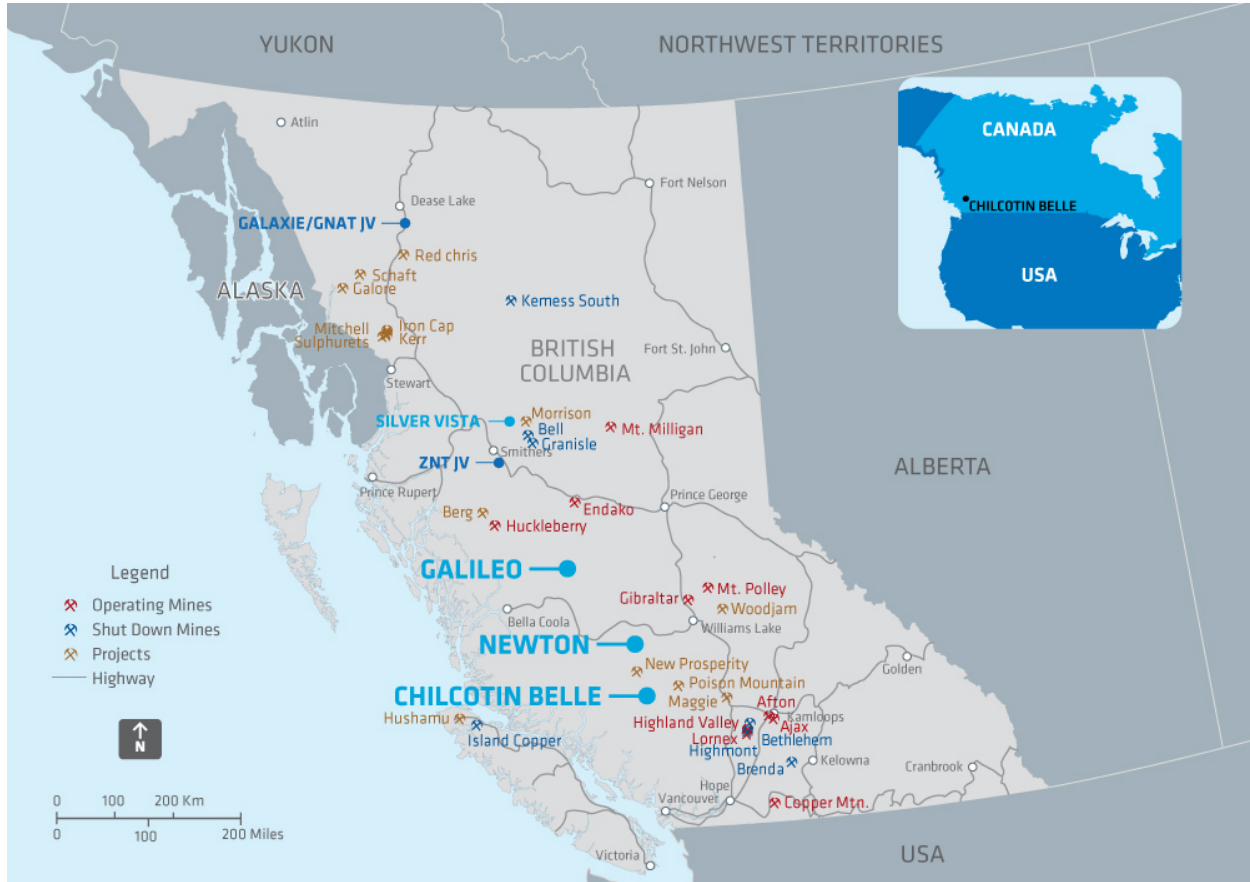 YUKON
NORTHWEST TERRITORIES
CANADA
CHILCOTIN BELLE
USA
Atlin
Fort Nelson
Dease Lake
GALAXIE/GNAT JV
Red chris
Schaft
Galore
ALASKA
Kemess South
Mitchell
Sulphurets
Iron Cap
Kerr
BRITISH
COLUMBIA
Fort St. John
Stewart
SILVER VISTA
Morrison
Bell
Granisle
Mt. Milligan
Smithers
ZNT JV
ALBERTA
Prince Rupert
Endako
Prince George
Berg
Huckleberry
GALILEO
Legend
Operating Mines
Shut Down Mines
Projects
Highway
Mt. Polley
Gibraltar
Woodjam
Bella Coola
Williams Lake
NEWTON
Golden
New Prosperity
Poison Mountain
CHILCOTIN BELLE
Maggie
Afton
Kamloops
Ajax
Hushamu
Island Copper
Highland Valley
Lornex
Bethlehem
Highmont
Brenda
Kelowna
Cranbrook
N
Hope
Vancouver
Copper Mtn.
0 100 200 Km
0 100 200 Miles
Victoria
USA